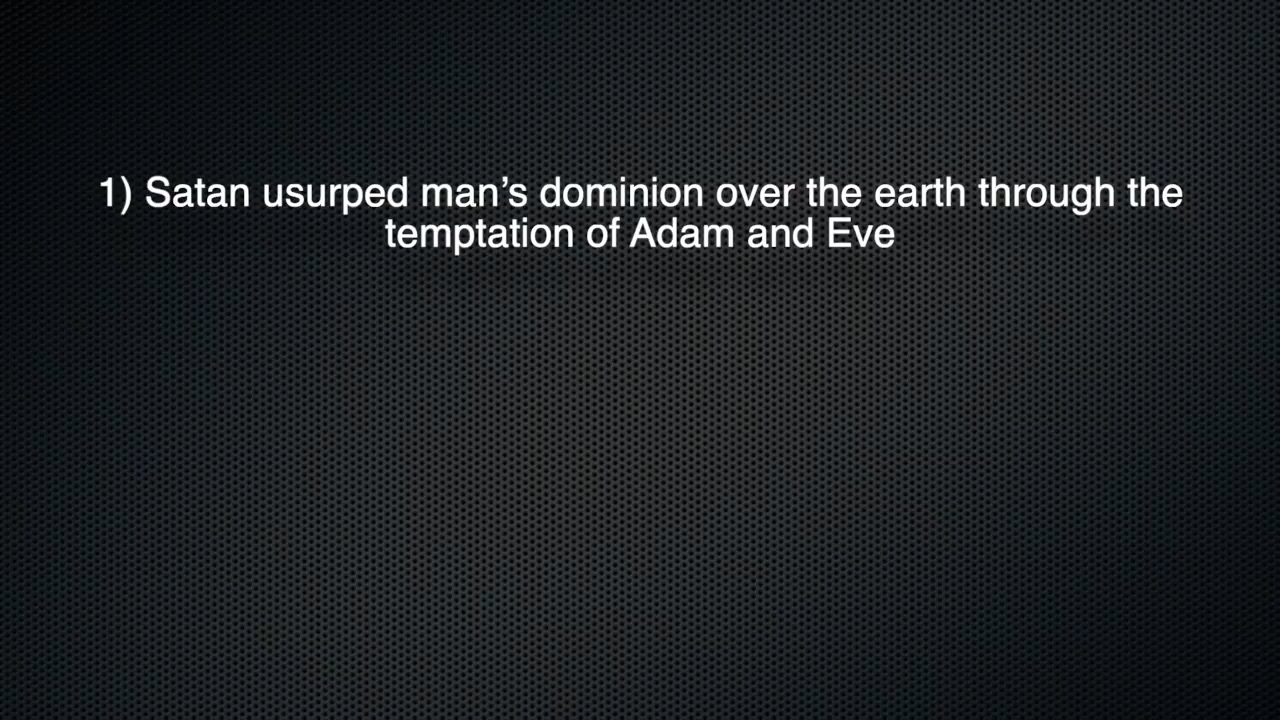 1) Satan usurped man’s dominion over the earth through the
temptation of Adam and Eve